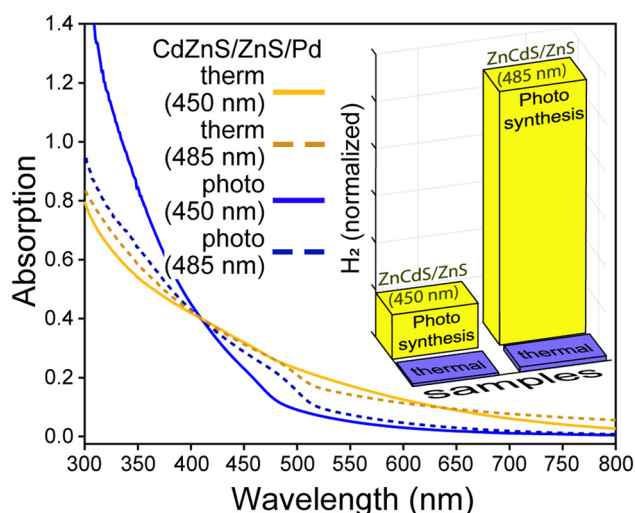 1.4
1.2
1.0
0.8
0.6
0.4
0.2
0.0
Absorption
CdZnS/ZnS/Pd
therm
(450 nm)
therm
(485 nm)
photo
(450 nm)
photo
(485 nm)
H₂ (normalized)
ZnCdS/ZnS
(485 nm)
Photo
synthesis
ZnCdS/ZnS
(450 nm)
Photo
synthesis
thermal
thermal
samples
300 350 400 450 500 550 600 650 700 750 800
Wavelength (nm)